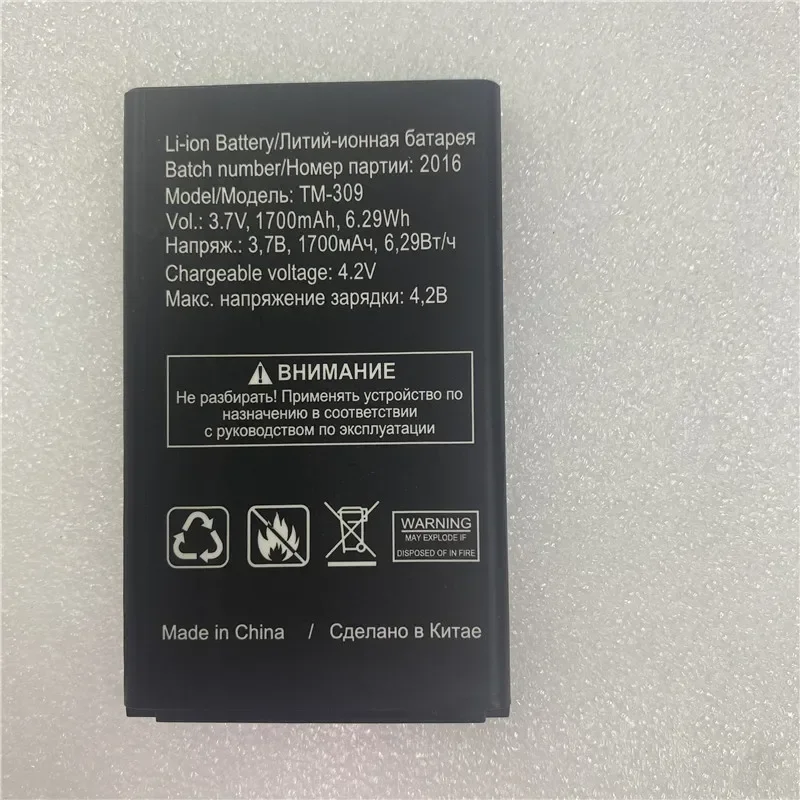 Li-ion Battery/Литий-ионная батарея
Batch number/Номер партии: 2016
Model/Модель: TM-309
Vol.: 3.7V, 1700mAh, 6.29Wh
Напряж.: 3,7В, 1700мАч, 6,29Вт/ч
Chargeable voltage: 4.2V
Макс. напряжение зарядки: 4,2В
ВНИМАНИЕ
Не разбирать! Применять устройство по
назначению в соответствии
с руководством по эксплуатации
WARNING
MAY EXPLODE IF
DISPOSED OF IN FIRE
Made in China / Сделано в Китае